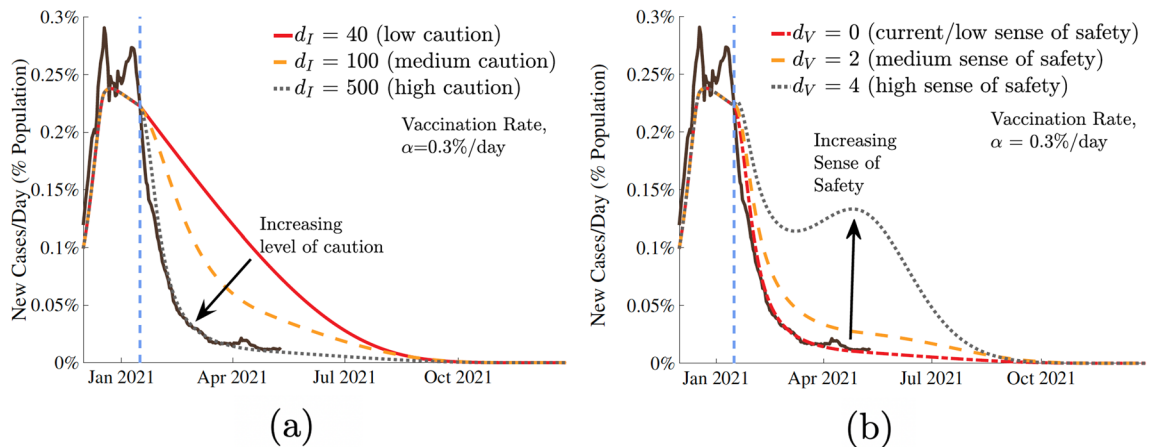 New Cases/Day (% Population)
0.3%
0.25%
0.2%
0.15%
0.1%
0.05%
0%
d_I = 40 (low caution)
d_I = 100 (medium caution)
d_I = 500 (high caution)
Vaccination Rate,
α=0.3%/day
Increasing
level of caution
Jan 2021 Apr 2021 Jul 2021 Oct 2021
(a)
New Cases/Day (% Population)
0.3%
0.25%
0.2%
0.15%
0.1%
0.05%
0%
d_V = 0 (current/low sense of safety)
d_V = 2 (medium sense of safety)
d_V = 4 (high sense of safety)
Vaccination Rate,
α = 0.3%/day
Increasing
Sense of
Safety
Jan 2021 Apr 2021 Jul 2021 Oct 2021
(b)